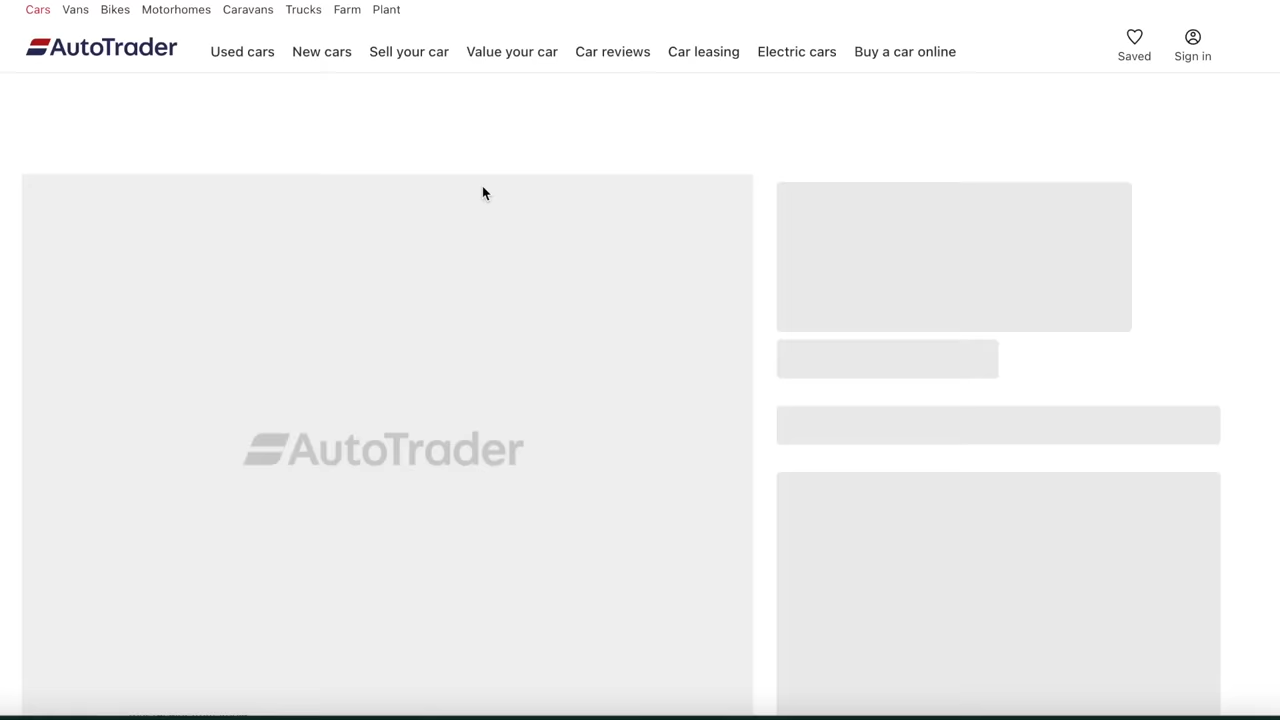 Cars Vans Bikes Motorhomes Caravans Trucks Farm Plant
AutoTrader Used cars New cars Sell your car Value your car Car reviews Car leasing Electric cars Buy a car online Saved Sign in
AutoTrader